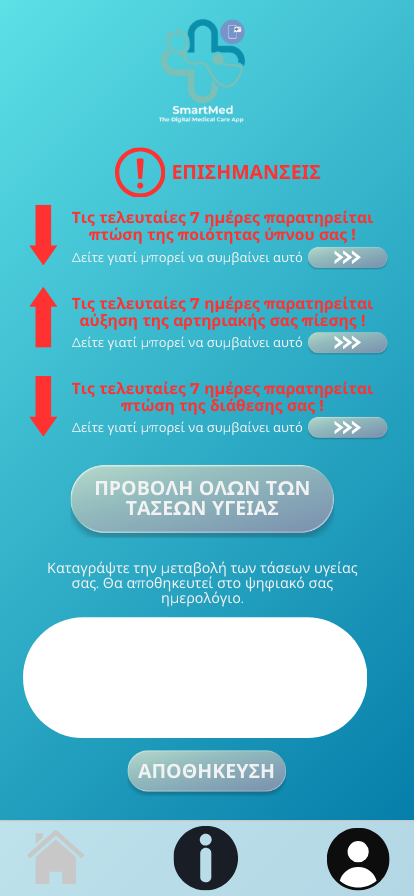 SmartMed
The Digital Medical Care App
! ΕΠΙΣΗΜΑΝΣΕΙΣ
Τις τελευταίες 7 ημέρες παρατηρείται
πτώση της ποιότητας ύπνου σας !
Δείτε γιατί μπορεί να συμβαίνει αυτό >>>
Τις τελευταίες 7 ημέρες παρατηρείται
αύξηση της αρτηριακής σας πίεσης !
Δείτε γιατί μπορεί να συμβαίνει αυτό >>>
Τις τελευταίες 7 ημέρες παρατηρείται
πτώση της διάθεσης σας !
Δείτε γιατί μπορεί να συμβαίνει αυτό >>>
ΠΡΟΒΟΛΗ ΟΛΩΝ ΤΩΝ
ΤΑΣΕΩΝ ΥΓΕΙΑΣ
Καταγράψτε την μεταβολή των τάσεων υγείας
σας. Θα αποθηκευτεί στο ψηφιακό σας
ημερολόγιο.
ΑΠΟΘΗΚΕΥΣΗ
i